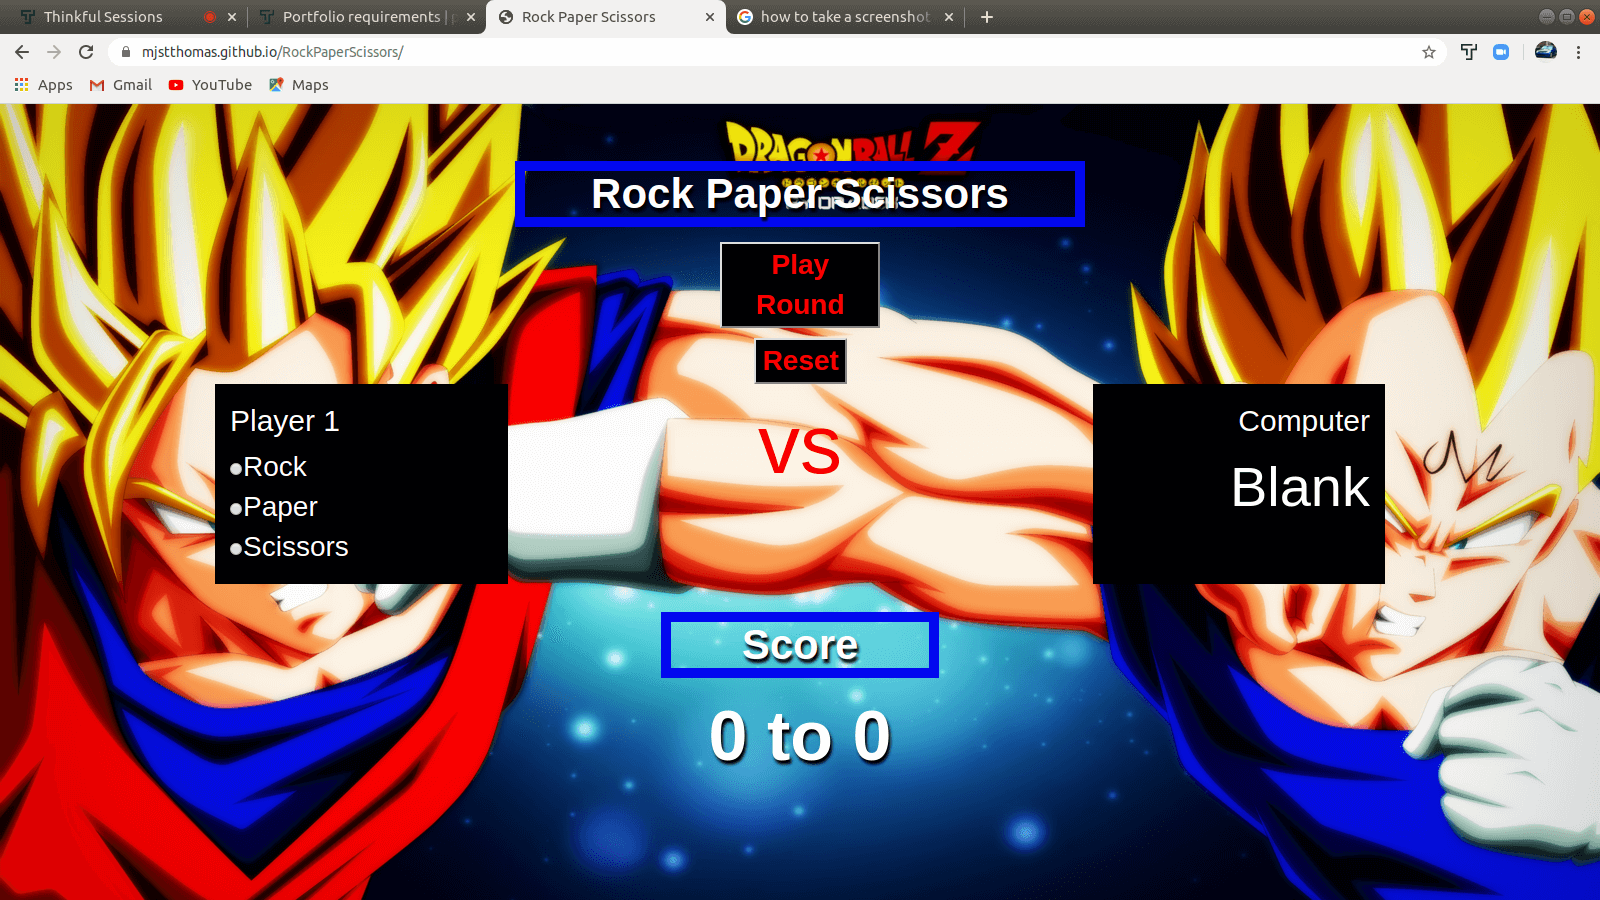 Thinkful Sessions
Portfolio requirements |
Rock Paper Scissors
how to take a screenshot
mjstthomas.github.io/RockPaperScissors/
Apps
Gmail
YouTube
Maps
DRAGON BALL Z
Rock Paper Scissors
Play
Round
Reset
Player 1
Rock
Paper
Scissors
VS
Computer
Blank
Score
0 to 0